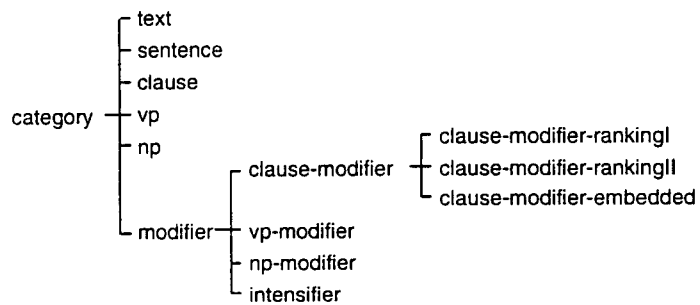 text
sentence
clause
category
vp
np
clause-modifier-rankingI
clause-modifier
clause-modifier-rankingII
clause-modifier-embedded
modifier
vp-modifier
np-modifier
intensifier